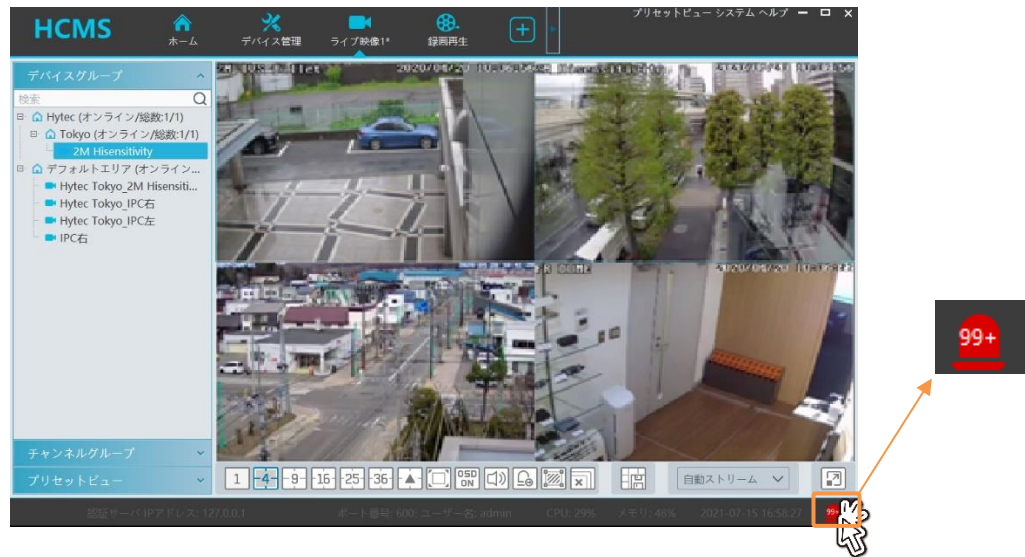 HCMS
ホーム
デバイス管理
ライブ映像1*
録画再生
プリセットビュー システム ヘルプ
デバイスグループ
検索
Hytec (オンライン/総数:1/1)
Tokyo (オンライン/総数:1/1)
2M Hisensitivity
デフォルトエリア (オンライン...
Hytec Tokyo_2M Hisensiti...
Hytec Tokyo_IPC右
Hytec Tokyo_IPC左
IPC右
チャンネルグループ
プリセットビュー
1 4 9 16 25 36 OSD ON
自動ストリーム
認証サーバ IPアドレス: 127.0.0.1
ポート番号: 600 ユーザー名: admin
CPU: 29%
メモリ: 48%
2021-07-15 16:58:27
99+
99+